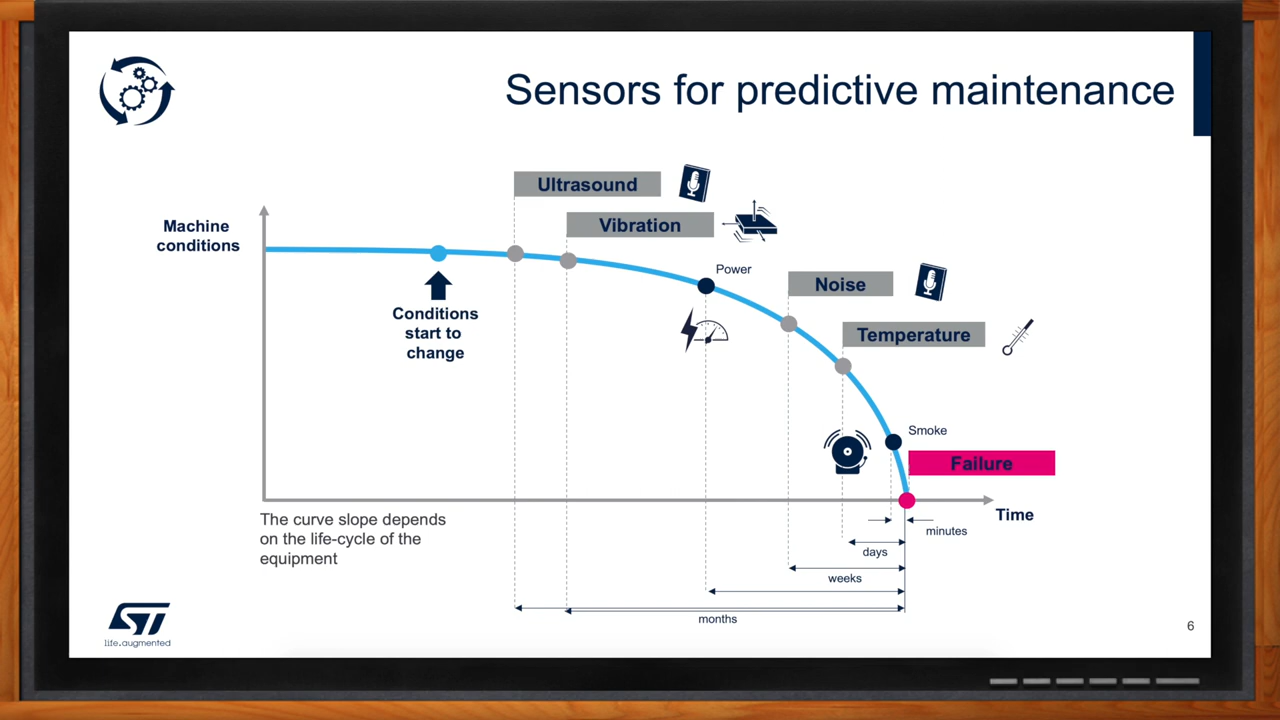 Sensors for predictive maintenance
Ultrasound
Vibration
Machine
conditions
Power
Noise
Conditions
start to
change
Temperature
Smoke
Failure
Time
The curve slope depends
on the life-cycle of the
equipment
minutes
days
weeks
months
ST
life.augmented
6